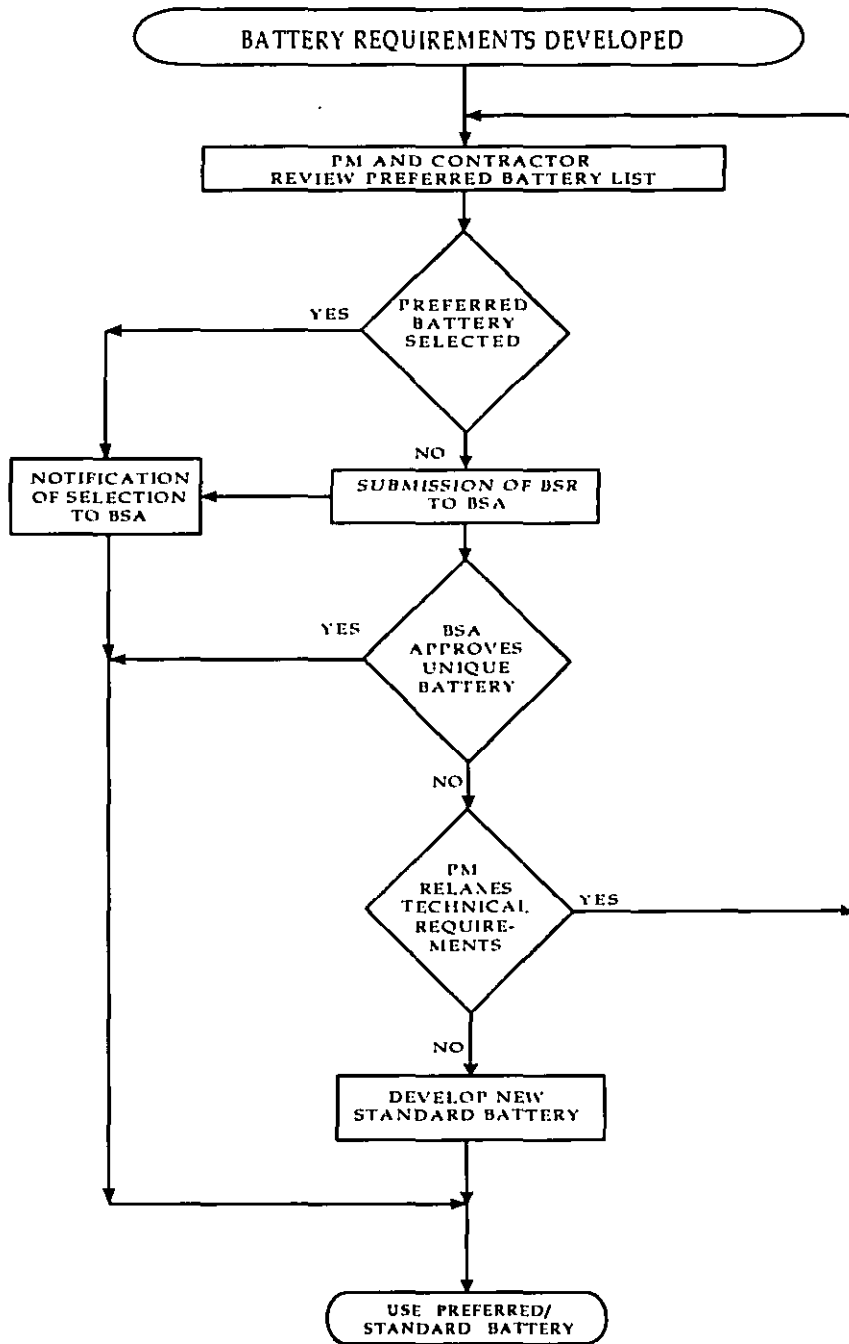 BATTERY REQUIREMENTS DEVELOPED
PM AND CONTRACTOR
REVIEW PREFERRED BATTERY LIST
PREFERRED
BATTERY
SELECTED
YES
NO
NOTIFICATION
OF SELECTION
TO BSA
SUBMISSION OF BSR
TO BSA
YES
BSA
APPROVES
UNIQUE
BATTERY
NO
PM
RELAXES
TECHNICAL
REQUIRE-
MENTS
YES
NO
DEVELOP NEW
STANDARD BATTERY
USE PREFERRED/
STANDARD BATTERY